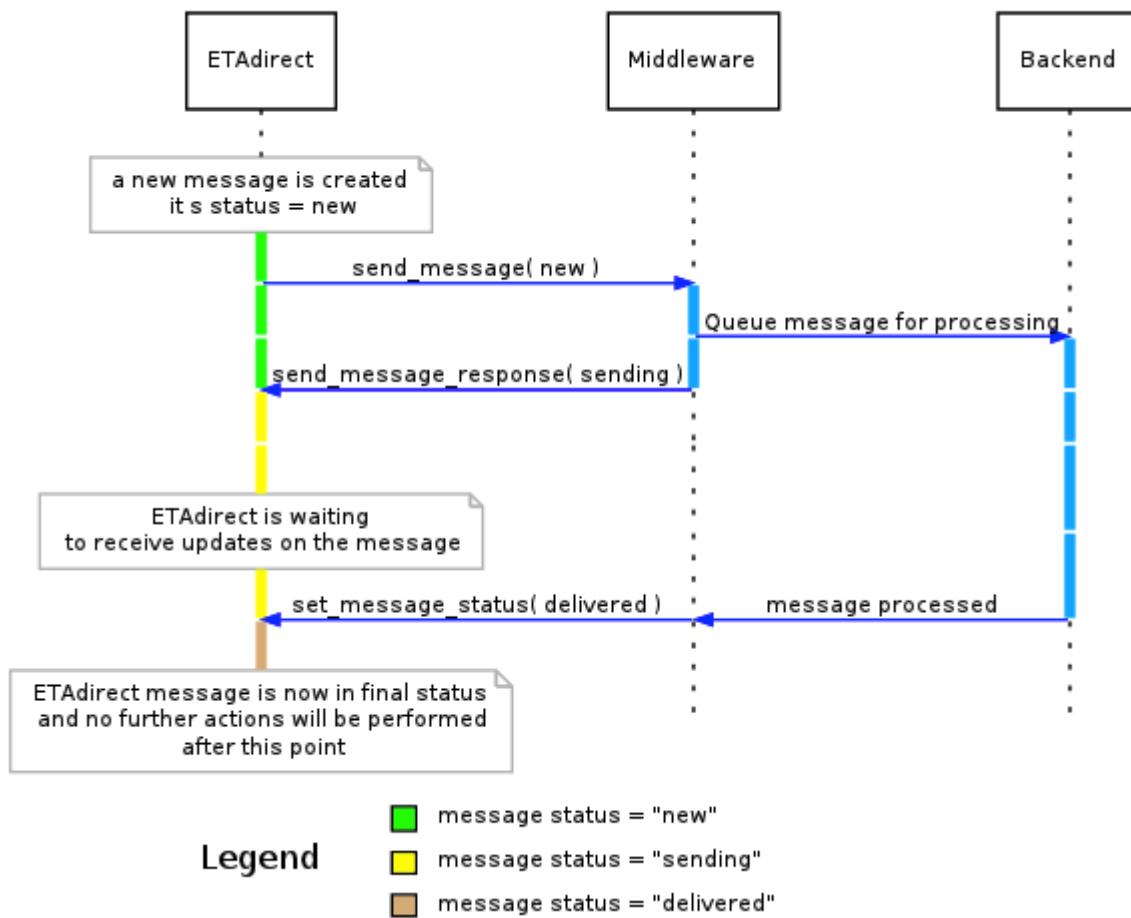 ETAdirect
Middleware
Backend
a new message is created
it s status = new
send_message( new )
Queue message for processing
send_message_response( sending )
ETAdirect is waiting
to receive updates on the message
set_message_status( delivered )
message processed
ETAdirect message is now in final status
and no further actions will be performed
after this point
Legend
message status = "new"
message status = "sending"
message status = "delivered"